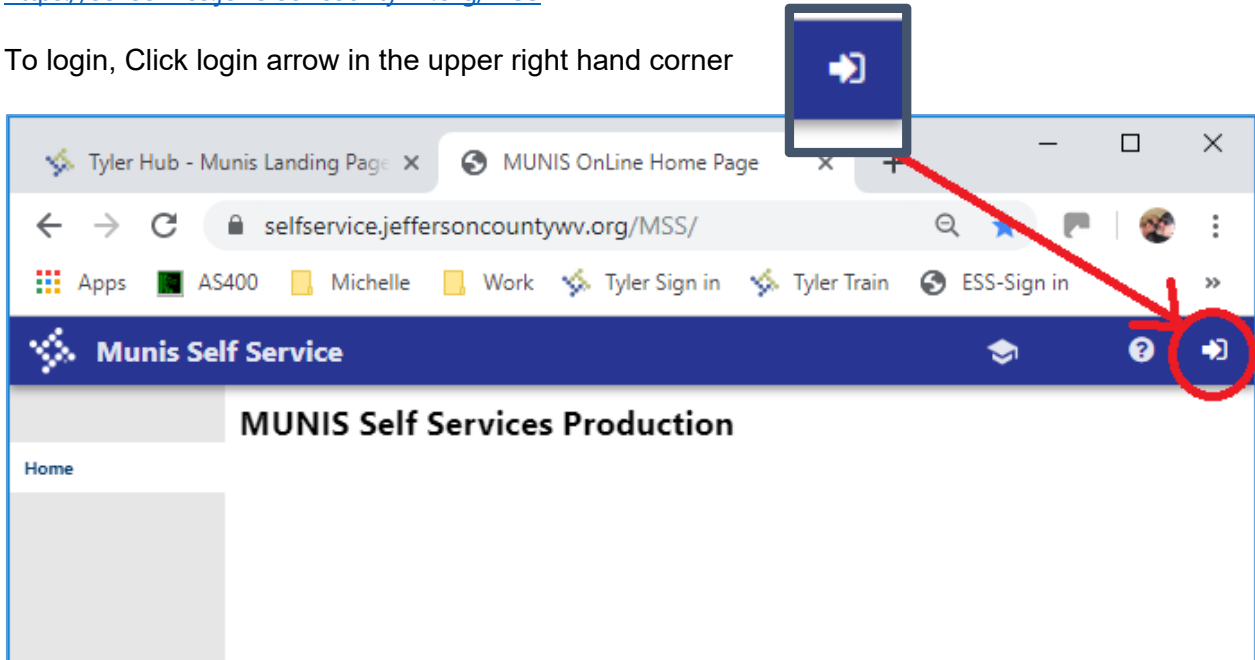 To login, Click login arrow in the upper right hand corner
Tyler Hub - Munis Landing Page
MUNIS OnLine Home Page
selfservice.jeffersoncountywv.org/MSS/
Apps AS400 Michelle Work Tyler Sign in Tyler Train ESS-Sign in »
Munis Self Service
MUNIS Self Services Production
Home